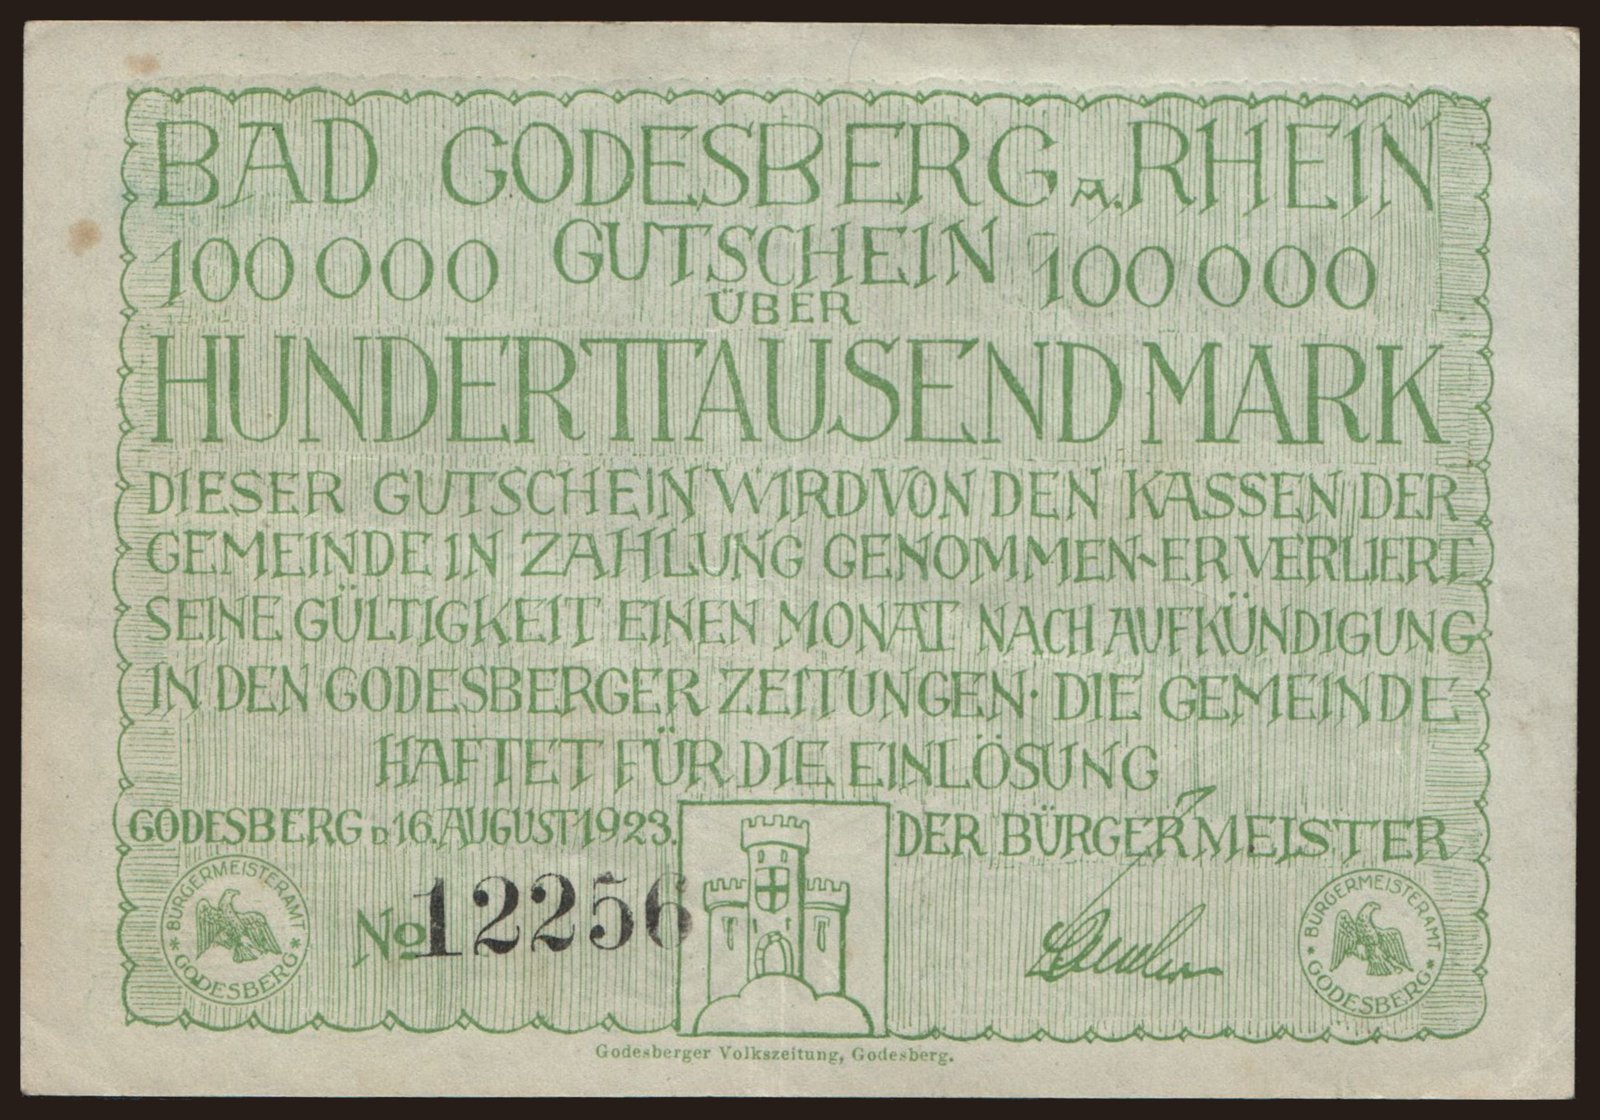 BAD GODESBERG A. RHEIN
100 000 GUTSCHEIN 100 000
ÜBER
HUNDERTTAUSEND MARK
DIESER GUTSCHEIN WIRD VON DEN KASSEN DER
GEMEINDE IN ZAHLUNG GENOMMEN - ER VERLIERT
SEINE GÜLTIGKEIT EINEN MONAT NACH AUFKÜNDIGUNG
IN DEN GODESBERGER ZEITUNGEN · DIE GEMEINDE
HAFTET FÜR DIE EINLÖSUNG
GODESBERG D 16. AUGUST 1923. DER BÜRGERMEISTER
* BÜRGERMEISTERAMT * GODESBERG
No 12256
* BÜRGERMEISTERAMT * GODESBERG
Godesberger Volkszeitung, Godesberg.